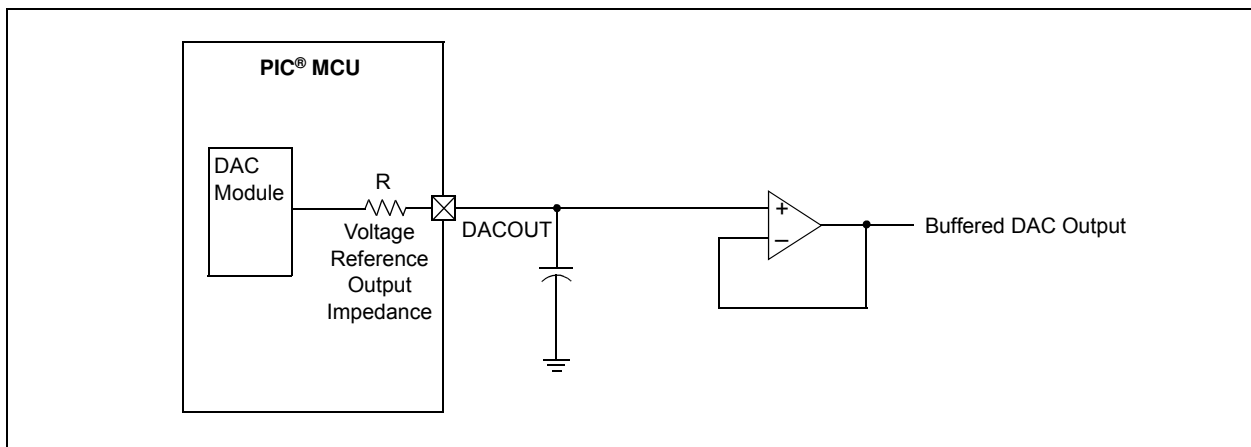 PIC® MCU
DAC
Module
R
Voltage
Reference
Output
Impedance
DACOUT
+
–
Buffered DAC Output